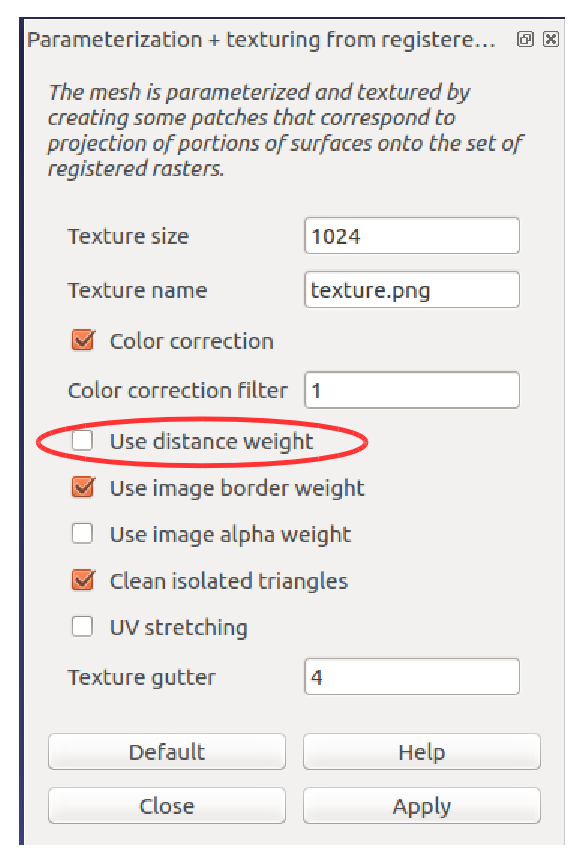 Parameterization + texturing from registere...
The mesh is parameterized and textured by
creating some patches that correspond to
projection of portions of surfaces onto the set of
registered rasters.
Texture size 1024
Texture name texture.png
Color correction
Color correction filter 1
Use distance weight
Use image border weight
Use image alpha weight
Clean isolated triangles
UV stretching
Texture gutter 4
Default Help
Close Apply